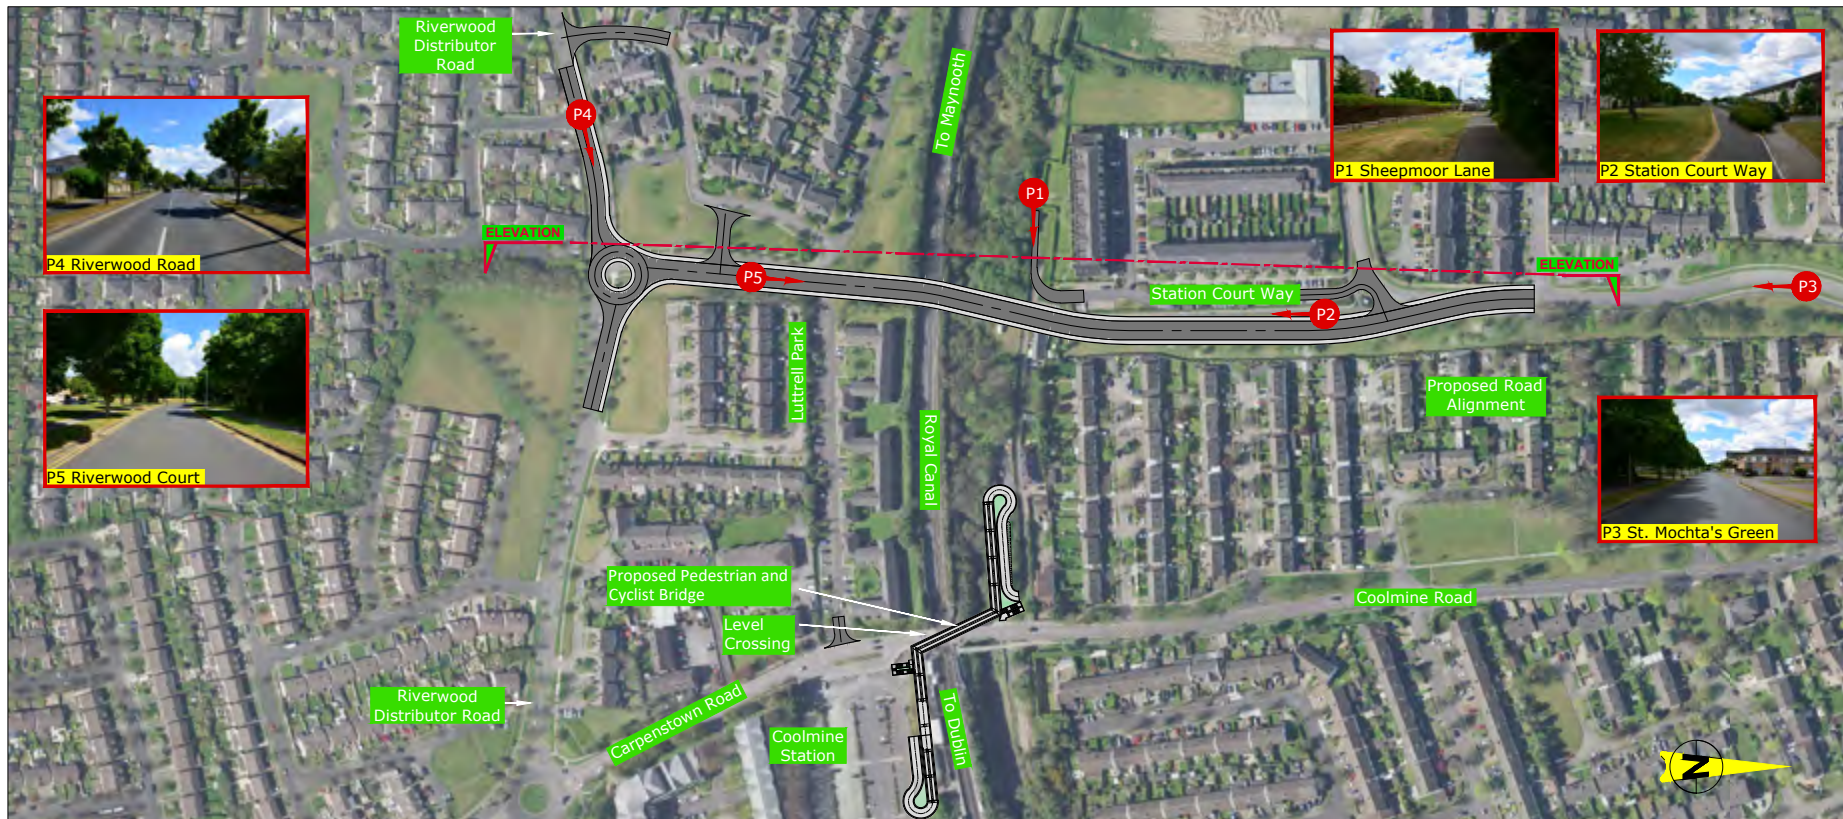 Riverwood
Distributor
Road
To Maynooth
P1 Sheepmoor Lane
P2 Station Court Way
P4
P4 Riverwood Road
P1
ELEVATION
ELEVATION
P5
Station Court Way
P2
P3
P5 Riverwood Court
Luttrell Park
Royal Canal
Proposed Road
Alignment
P3 St. Mochta's Green
Proposed Pedestrian and
Cyclist Bridge
Level
Crossing
Coolmine Road
Riverwood
Distributor Road
Carpenstown Road
Coolmine
Station
To Dublin
N